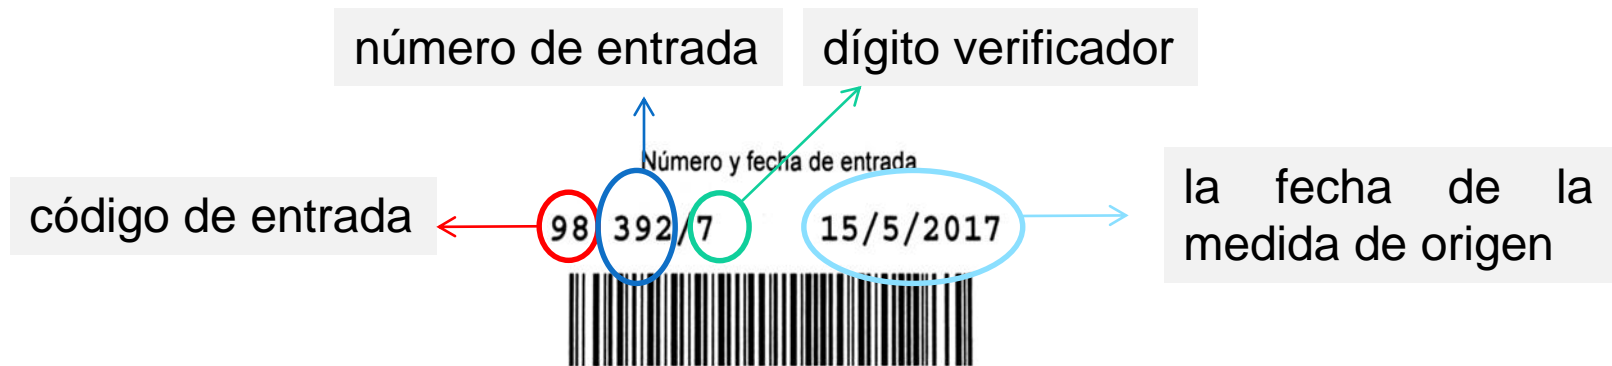 número de entrada
dígito verificador
Número y fecha de entrada
código de entrada
98 392/7 15/5/2017
la fecha de la
medida de origen